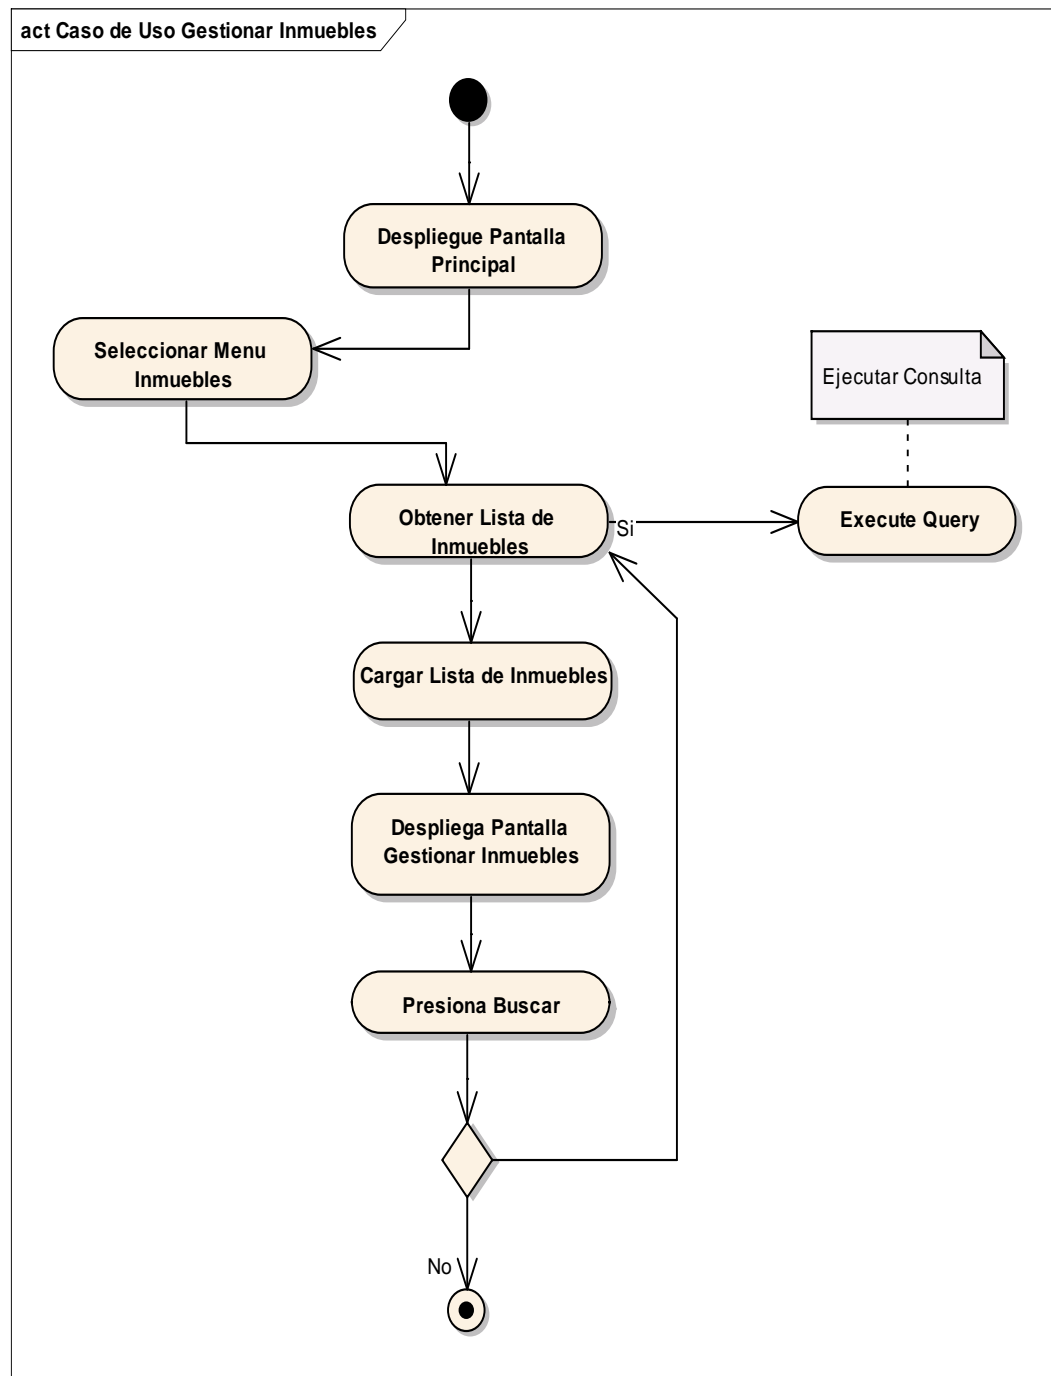 act Caso de Uso Gestionar Inmuebles
Despliegue Pantalla
Principal
Seleccionar Menu
Inmuebles
Ejecutar Consulta
Obtener Lista de
Inmuebles
Si
Execute Query
Cargar Lista de Inmuebles
Despliega Pantalla
Gestionar Inmuebles
Presiona Buscar
No